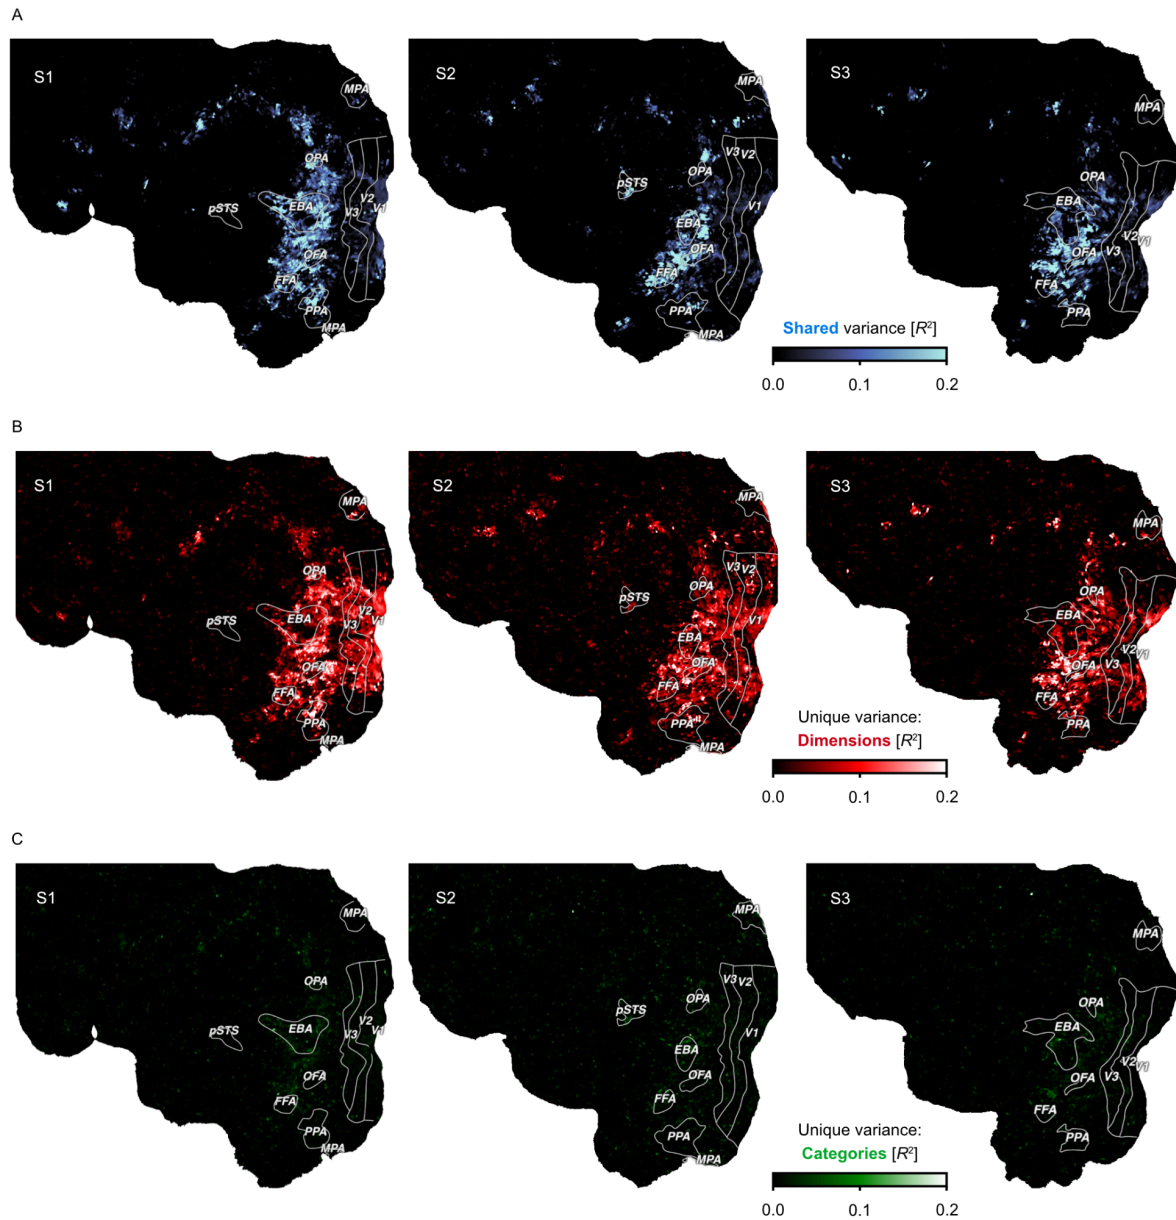 A
S1
MPA
OPA
pSTS
EBA
V3
V2
V1
OFA
FFA
PPA
MPA
S2
MPA
V3
V2
OPA
pSTS
V1
EBA
OFA
FFA
PPA
MPA
S3
MPA
OPA
EBA
OFA
V3
V2
V1
FFA
PPA
Shared variance [R²]
0.0 0.1 0.2
B
S1
MPA
OPA
pSTS
EBA
V3
V2
V1
OFA
FFA
PPA
MPA
S2
MPA
V3
V2
OPA
pSTS
V1
EBA
OFA
FFA
PPA
MPA
S3
MPA
OPA
EBA
OFA
V3
V2
V1
FFA
PPA
Unique variance:
Dimensions [R²]
0.0 0.1 0.2
C
S1
MPA
OPA
pSTS
EBA
V3
V2
V1
OFA
FFA
PPA
MPA
S2
MPA
V3
V2
OPA
pSTS
V1
EBA
OFA
FFA
PPA
MPA
S3
MPA
OPA
EBA
OFA
V3
V2
V1
FFA
PPA
Unique variance:
Categories [R²]
0.0 0.1 0.2